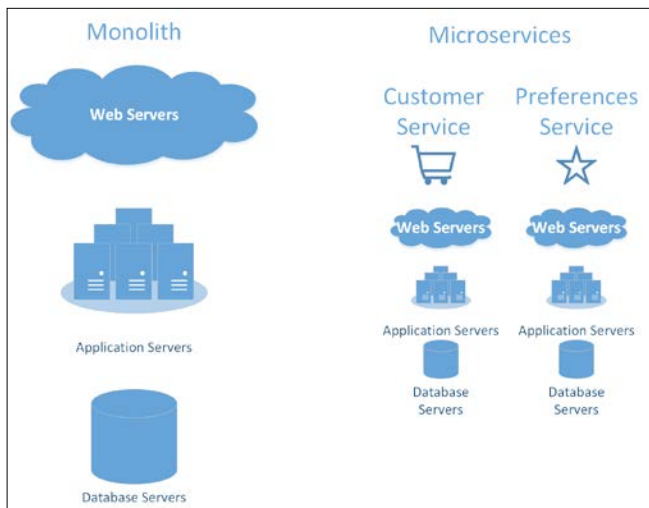 Monolith
Web Servers
Application Servers
Database Servers
Microservices
Customer
Service
Web Servers
Application Servers
Database
Servers
Preferences
Service
Web Servers
Application Servers
Database
Servers